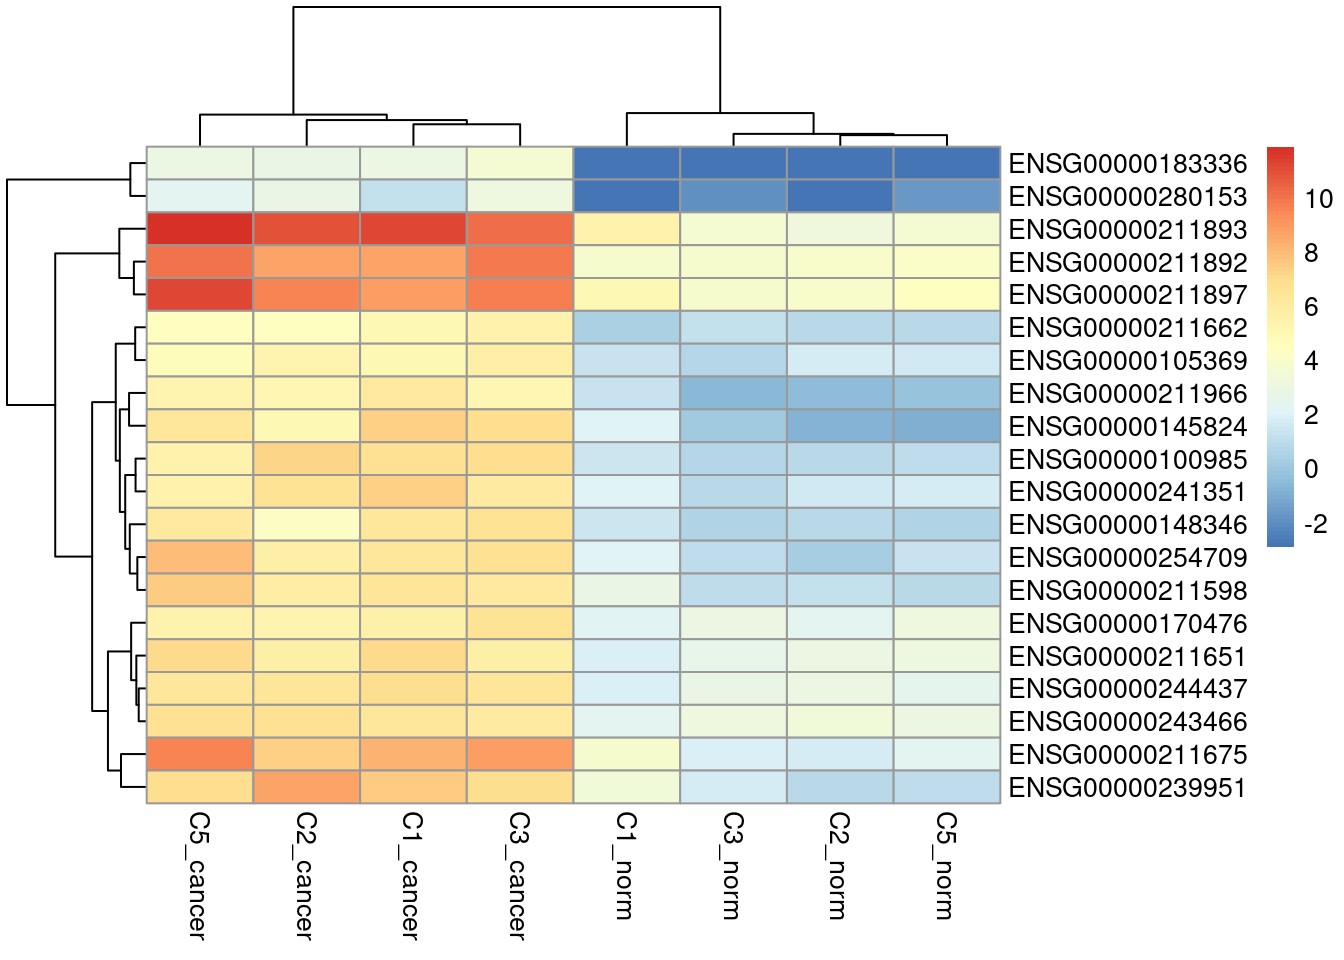 ENSG00000183336
ENSG00000280153
ENSG00000211893
ENSG00000211892
ENSG00000211897
ENSG00000211662
ENSG00000105369
ENSG00000211966
ENSG00000145824
ENSG00000100985
ENSG00000241351
ENSG00000148346
ENSG00000254709
ENSG00000211598
ENSG00000170476
ENSG00000211651
ENSG00000244437
ENSG00000243466
ENSG00000211675
ENSG00000239951
10
8
6
4
2
0
-2
C5_cancer
C2_cancer
C1_cancer
C3_cancer
C1_norm
C3_norm
C2_norm
C5_norm